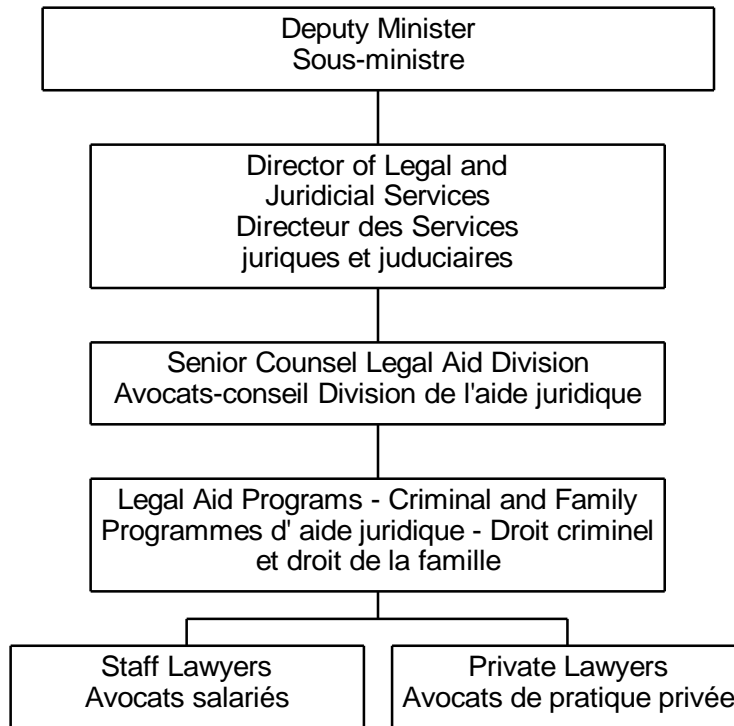 Deputy Minister
Sous-ministre
Director of Legal and
Juridicial Services
Directeur des Services
juriques et juduciaires
Senior Counsel Legal Aid Division
Avocats-conseil Division de l'aide juridique
Legal Aid Programs - Criminal and Family
Programmes d' aide juridique - Droit criminel
et droit de la famille
Staff Lawyers
Avocats salariés
Private Lawyers
Avocats de pratique privée